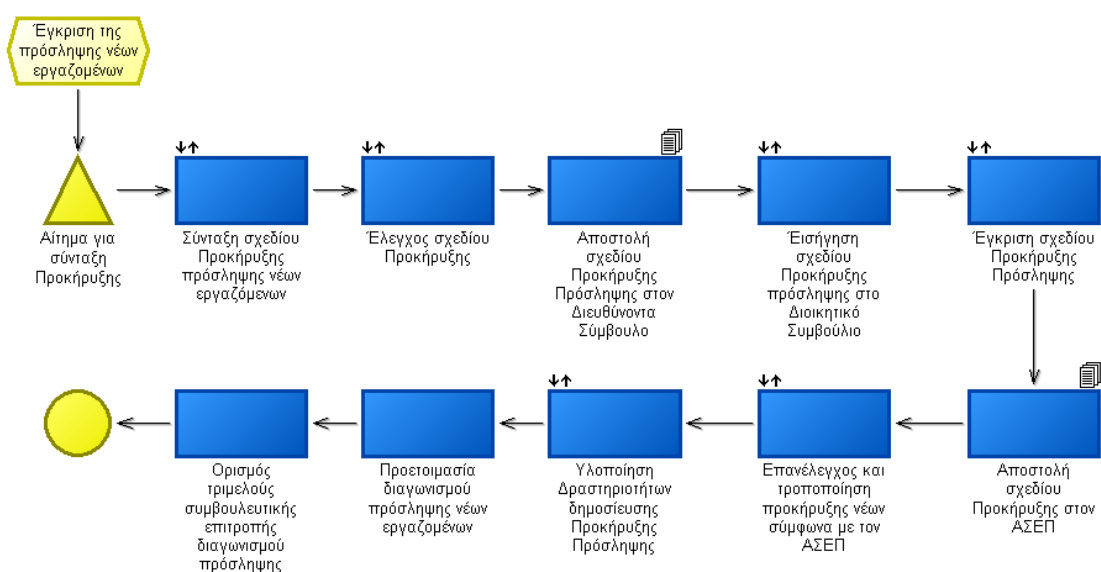 Έγκριση της
πρόσληψης νέων
εργαζομένων
Αίτημα για
σύνταξη
Προκήρυξης
Σύνταξη σχεδίου
Προκήρυξης
πρόσληψης νέων
εργαζόμενων
Έλεγχος σχεδίου
Προκήρυξης
Αποστολή
σχεδίου
Προκήρυξης
Πρόσληψης στον
Διευθύνοντα
Σύμβουλο
Έισήγηση
σχεδίου
Προκήρυξης
πρόσληψης στο
Διοικητικό
Συμβούλιο
Έγκριση σχεδίου
Προκήρυξης
Πρόσληψης
Ορισμός
τριμελούς
συμβουλευτικής
επιτροπής
διαγωνισμού
πρόσληψης
Προετοιμασία
διαγωνισμού
πρόσληψης νέων
εργαζομένων
Υλοποίηση
Δραστηριοτήτων
δημοσίευσης
Προκήρυξης
Πρόσληψης
Επανέλεγχος και
τροποποίηση
προκήρυξης νέων
σύμφωνα με τον
ΑΣΕΠ
Αποστολή
σχεδίου
Προκήρυξης στον
ΑΣΕΠ